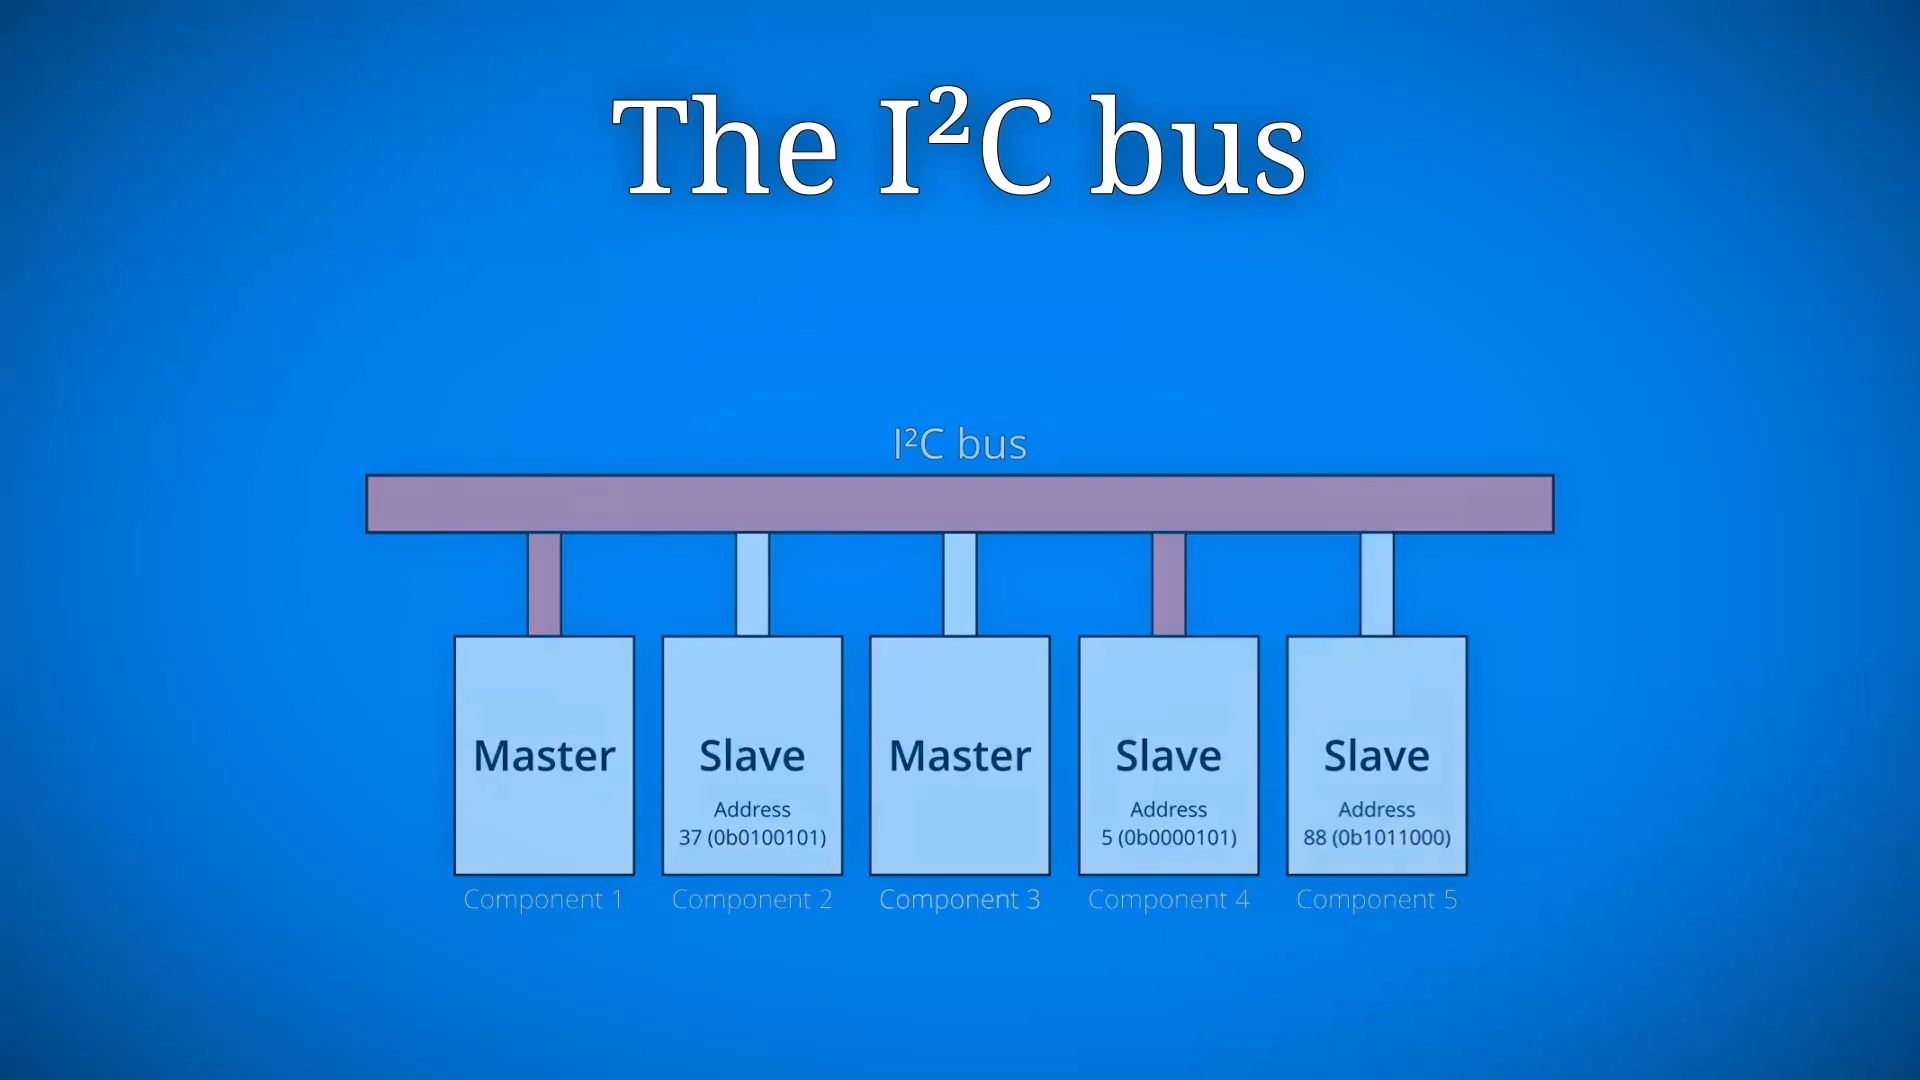 The I²C bus
I²C bus
Master
Slave
Address
37 (0b0100101)
Master
Slave
Address
5 (0b0000101)
Slave
Address
88 (0b1011000)
Component 1
Component 2
Component 3
Component 4
Component 5